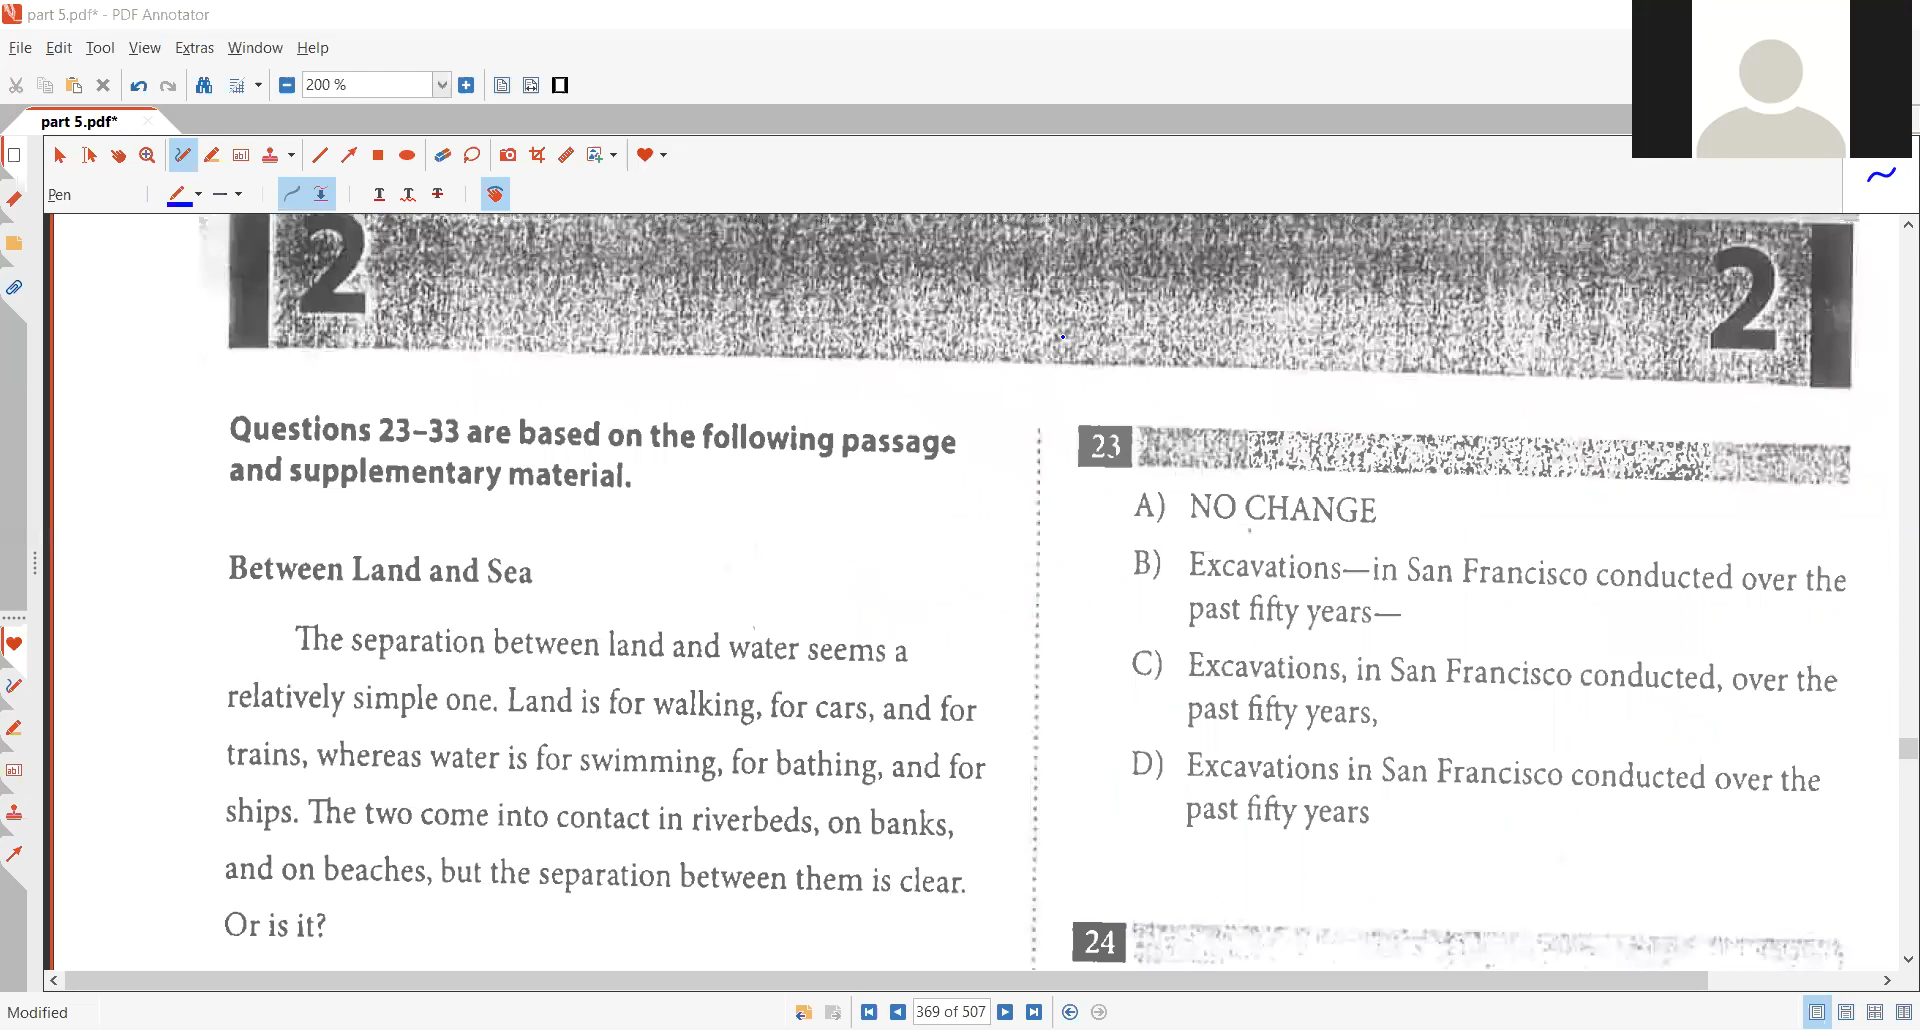 part 5.pdf* - PDF Annotator
File Edit Tool View Extras Window Help
200 %
part 5.pdf*
Pen
2
2
Questions 23–33 are based on the following passage
and supplementary material.
Between Land and Sea
The separation between land and water seems a
relatively simple one. Land is for walking, for cars, and for
trains, whereas water is for swimming, for bathing, and for
ships. The two come into contact in riverbeds, on banks,
and on beaches, but the separation between them is clear.
Or is it?
23
A) NO CHANGE
B) Excavations—in San Francisco conducted over the
past fifty years—
C) Excavations, in San Francisco conducted, over the
past fifty years,
D) Excavations in San Francisco conducted over the
past fifty years
24
Modified
369 of 507